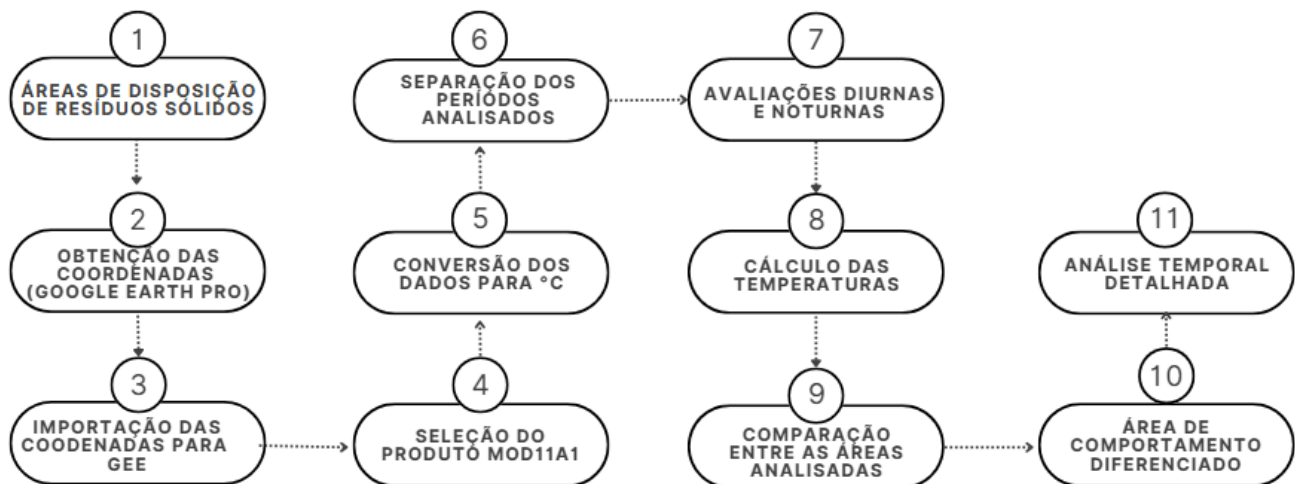 1
ÁREAS DE DISPOSIÇÃO
DE RESÍDUOS SÓLIDOS
2
OBTENÇÃO DAS
COORDENADAS
(GOOGLE EARTH PRO)
3
IMPORTAÇÃO DAS
COODENADAS PARA
GEE
4
SELEÇÃO DO
PRODUTO MOD11A1
5
CONVERSÃO DOS
DADOS PARA °C
6
SEPARAÇÃO DOS
PERÍÓDOS
ANALISADOS
7
AVALIAÇÕES DIURNAS
E NOTURNAS
8
CÁLCULO DAS
TEMPERATURAS
9
COMPARAÇÃO
ENTRE AS ÁREAS
ANALISADAS
10
ÁREA DE
COMPORTAMENTO
DIFERENCIADO
11
ANÁLISE TEMPORAL
DETALHADA